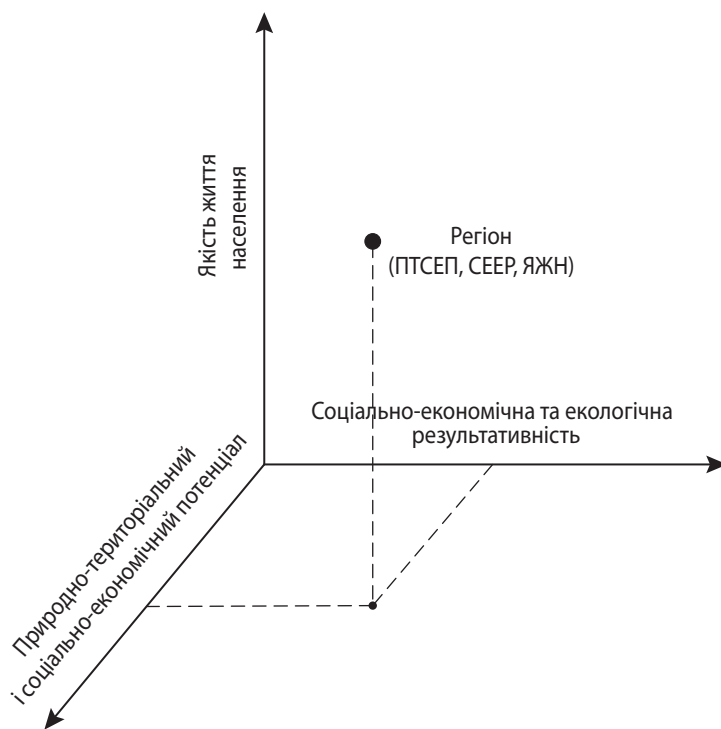 Якість життя
населення
Регіон
(ПТСЕП, СЕЕР, ЯЖН)
Соціально-економічна та екологічна
результативність
Природно-територіальний
і соціально-економічний потенціал